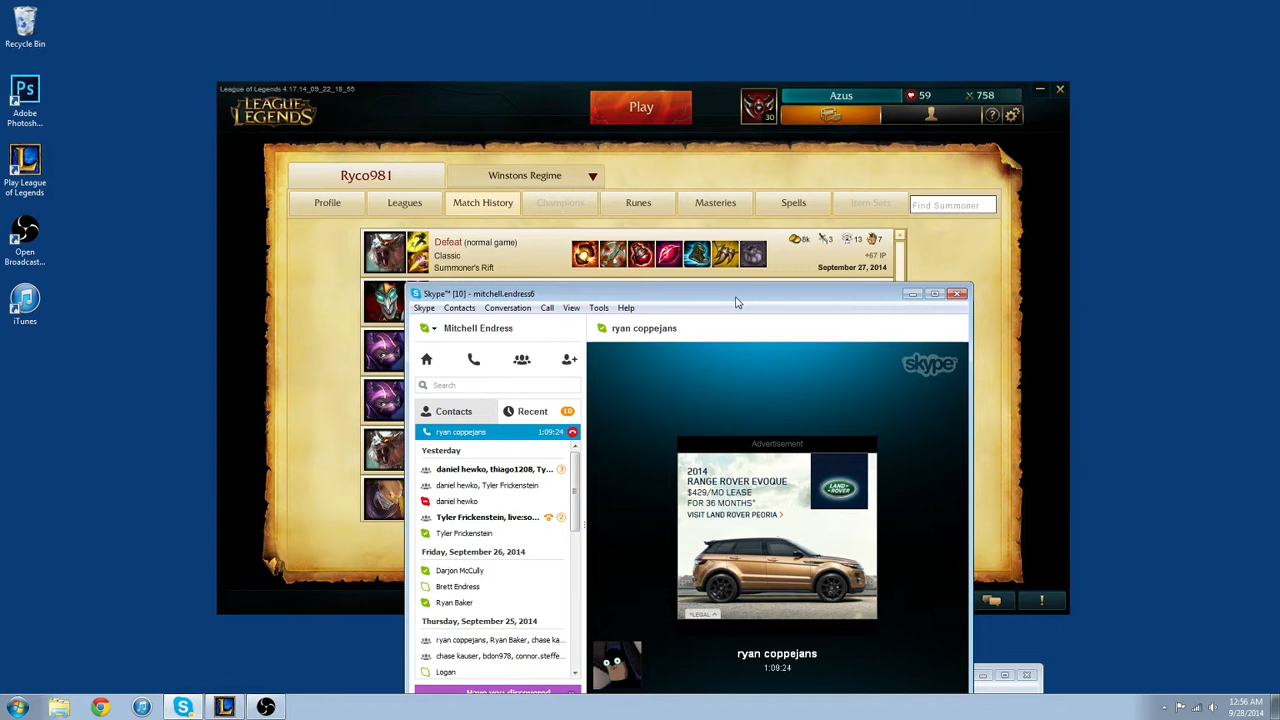 Recycle Bin
Adobe
Photosh...
Play League
of Legends
Open
Broadcast...
iTunes
League of Legends 4.17.14_09_22_18_55
LEAGUE
OF
LEGENDS
Play
30
Azus
59
758
?
Ryco981
Winstons Regime
Profile
Leagues
Match History
Champions
Runes
Masteries
Spells
Item Sets
Find Summoner
Defeat (normal game)
Classic
Summoner's Rift
8k
3
13
7
+67 IP
September 27, 2014
Skype™ [10] - mitchell.endress6
Skype Contacts Conversation Call View Tools Help
Mitchell Endress
ryan coppejans
Search
Contacts
Recent
10
ryan coppejans 1:09:24
Yesterday
daniel hewko, thiago1208, Ty... 3
daniel hewko, Tyler Frickenstein
daniel hewko
Tyler Frickenstein, live:so... 2
Tyler Frickenstein
Friday, September 26, 2014
Darjon McCully
Brett Endress
Ryan Baker
Thursday, September 25, 2014
ryan coppejans, Ryan Baker, chase ka...
chase kauser, bdon978, connor.steffe...
Logan
Have you discovered
skype
Advertisement
2014
RANGE ROVER EVOQUE
$429/MO LEASE
FOR 36 MONTHS*
VISIT LAND ROVER PEORIA >
LAND-
ROVER
*LEGAL
ryan coppejans
1:09:24
!
12:56 AM
9/28/2014